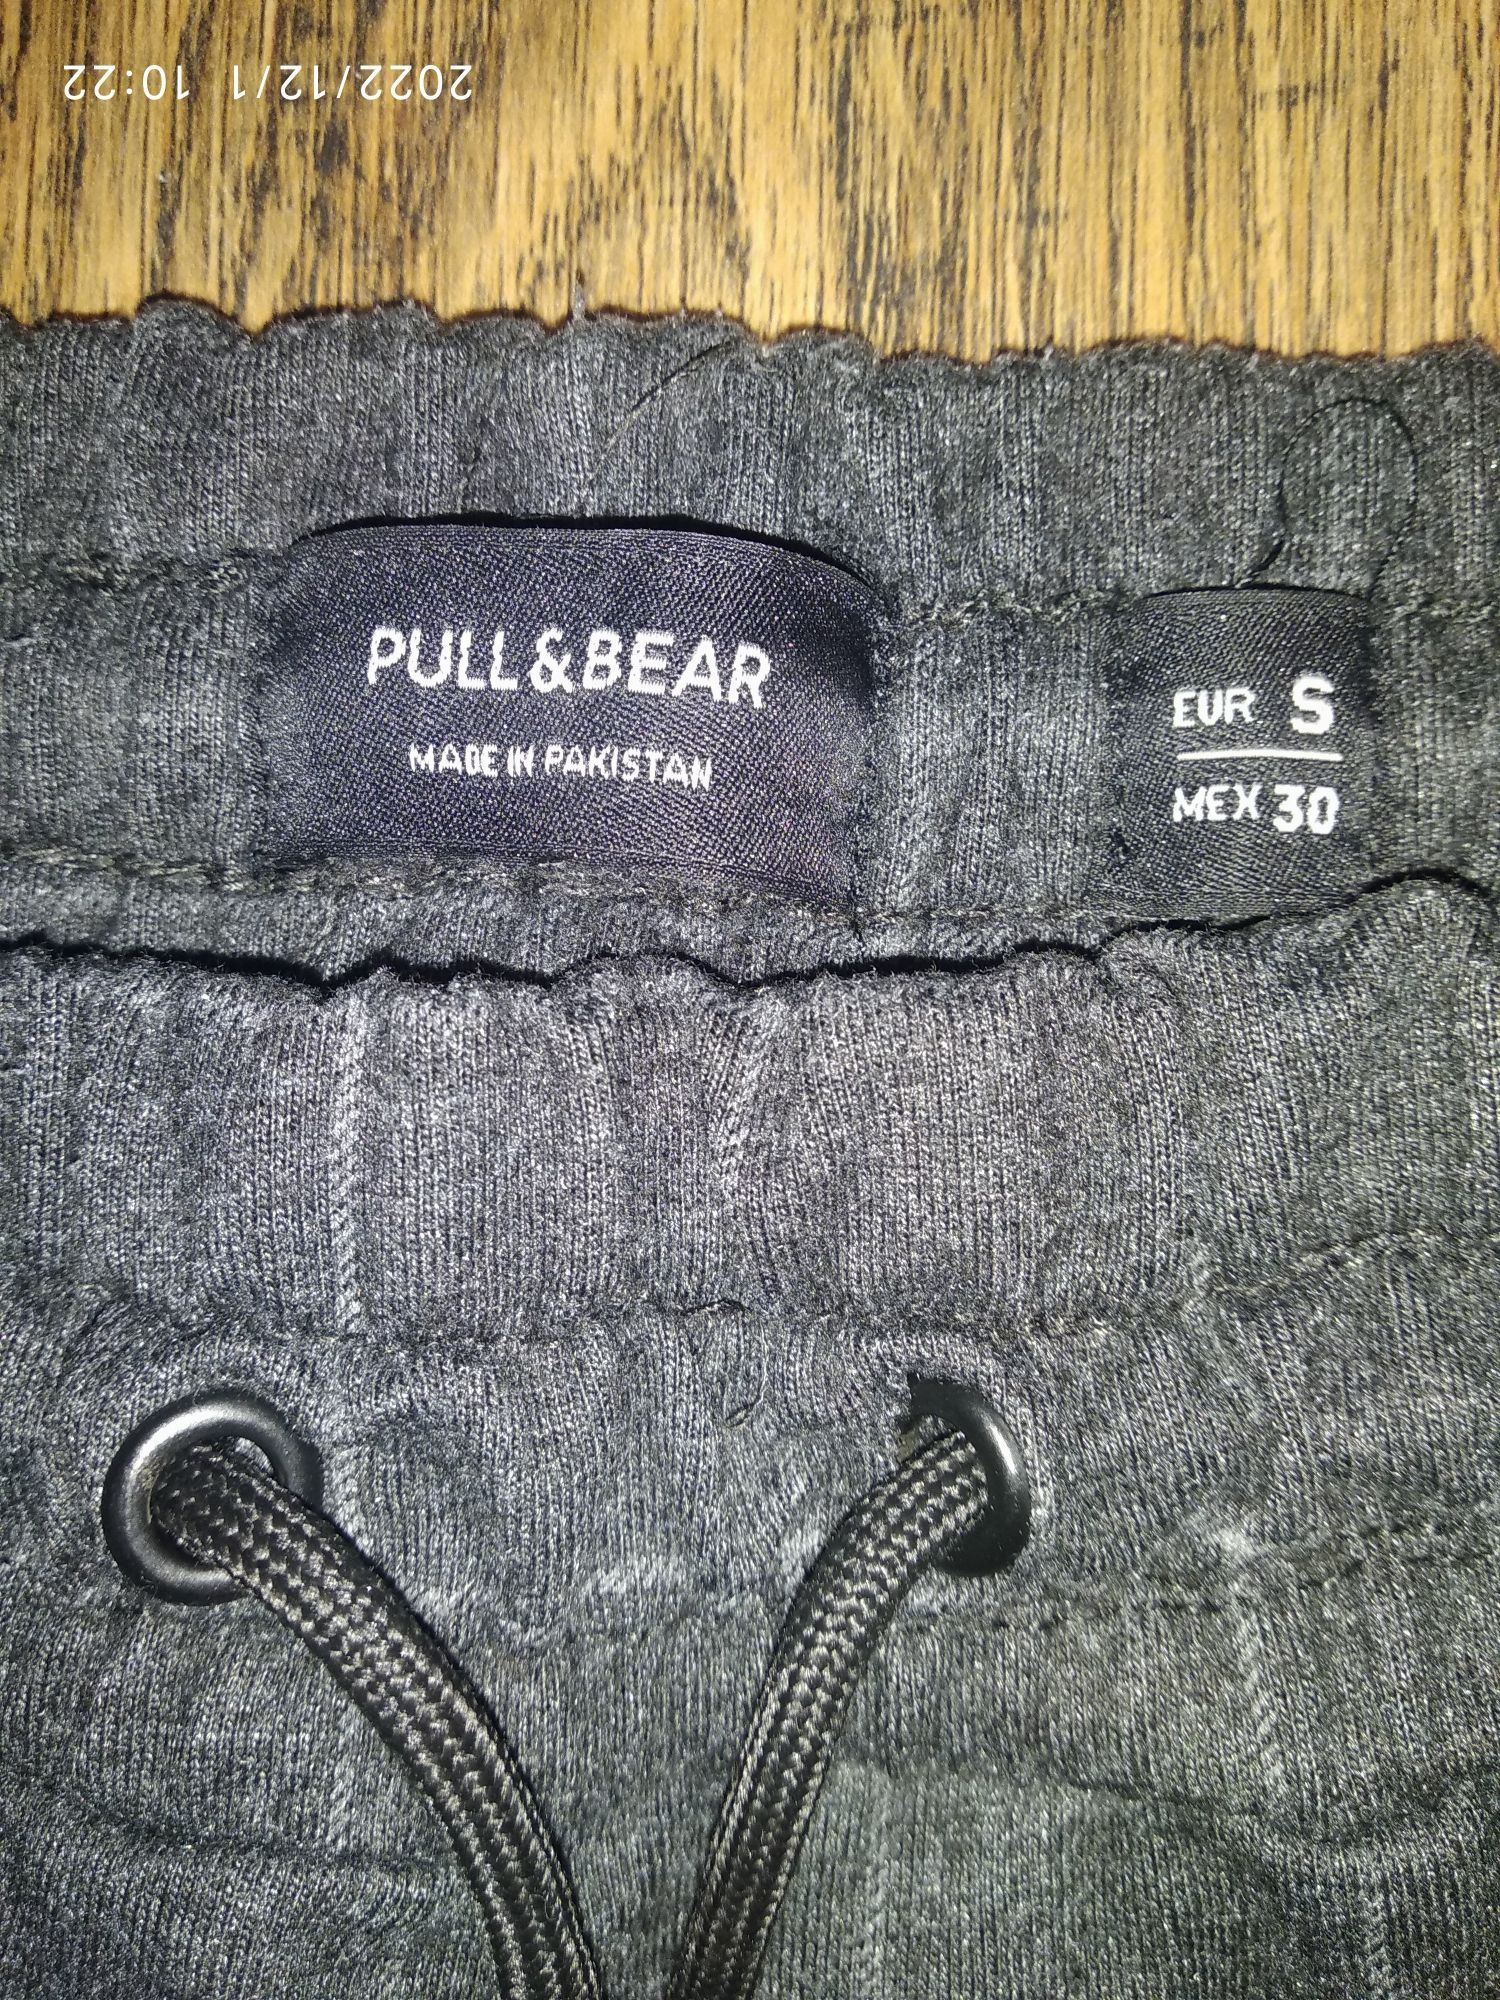 2022/12/1 10:22
PULL&BEAR
MADE IN PAKISTAN
EUR S
MEX 30